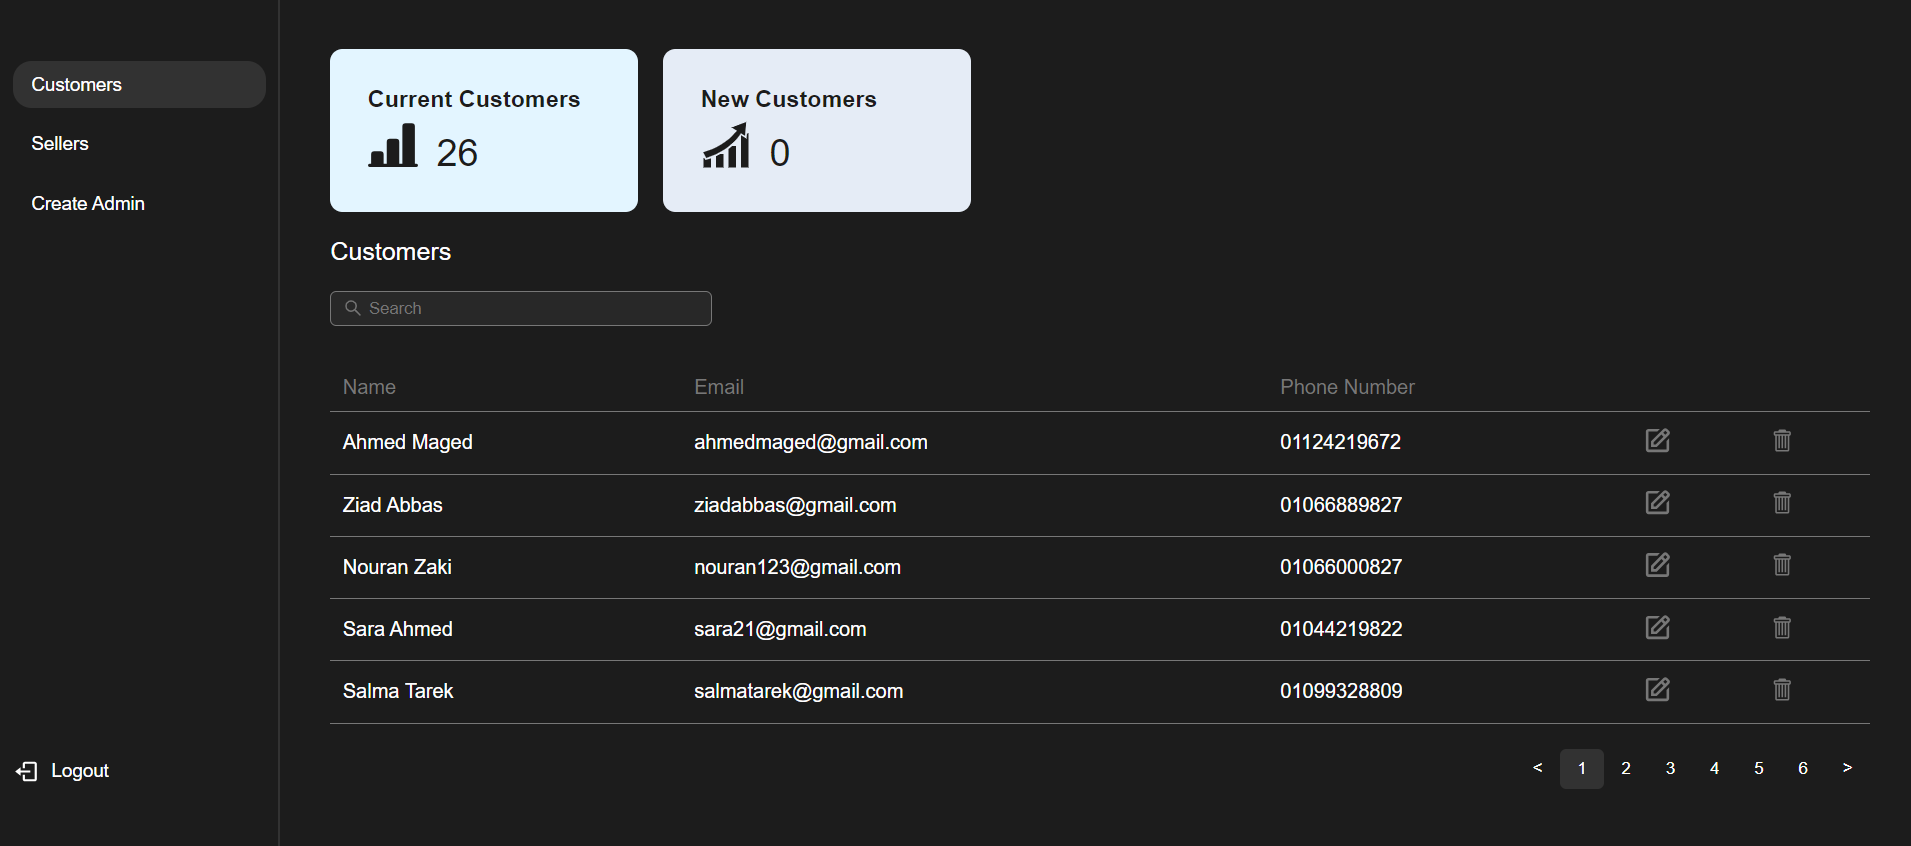 Customers
Sellers
Create Admin
Logout
Current Customers
26
New Customers
0
Customers
Search
Name Email Phone Number
Ahmed Maged ahmedmaged@gmail.com 01124219672
Ziad Abbas ziadabbas@gmail.com 01066889827
Nouran Zaki nouran123@gmail.com 01066000827
Sara Ahmed sara21@gmail.com 01044219822
Salma Tarek salmatarek@gmail.com 01099328809
< 1 2 3 4 5 6 >